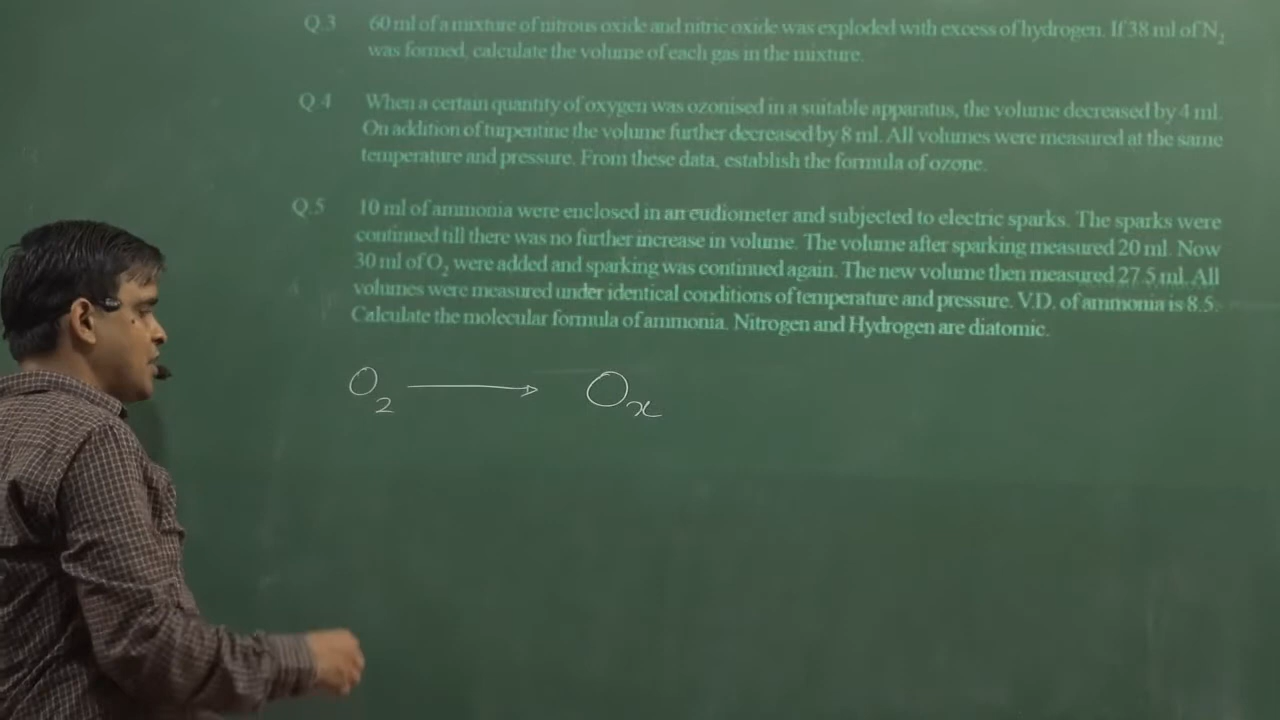 Q.3 60 ml of a mixture of nitrous oxide and nitric oxide was exploded with excess of hydrogen. If 38 ml of N₂
was formed, calculate the volume of each gas in the mixture.
Q.4 When a certain quantity of oxygen was ozonised in a suitable apparatus, the volume decreased by 4 ml.
On addition of turpentine the volume further decreased by 8 ml. All volumes were measured at the same
temperature and pressure. From these data, establish the formula of ozone.
Q.5 10 ml of ammonia were enclosed in an eudiometer and subjected to electric sparks. The sparks were
continued till there was no further increase in volume. The volume after sparking measured 20 ml. Now
30 ml of O₂ were added and sparking was continued again. The new volume then measured 27.5 ml. All
volumes were measured under identical conditions of temperature and pressure. V.D. of ammonia is 8.5.
Calculate the molecular formula of ammonia. Nitrogen and Hydrogen are diatomic.
O₂ → Oₓ